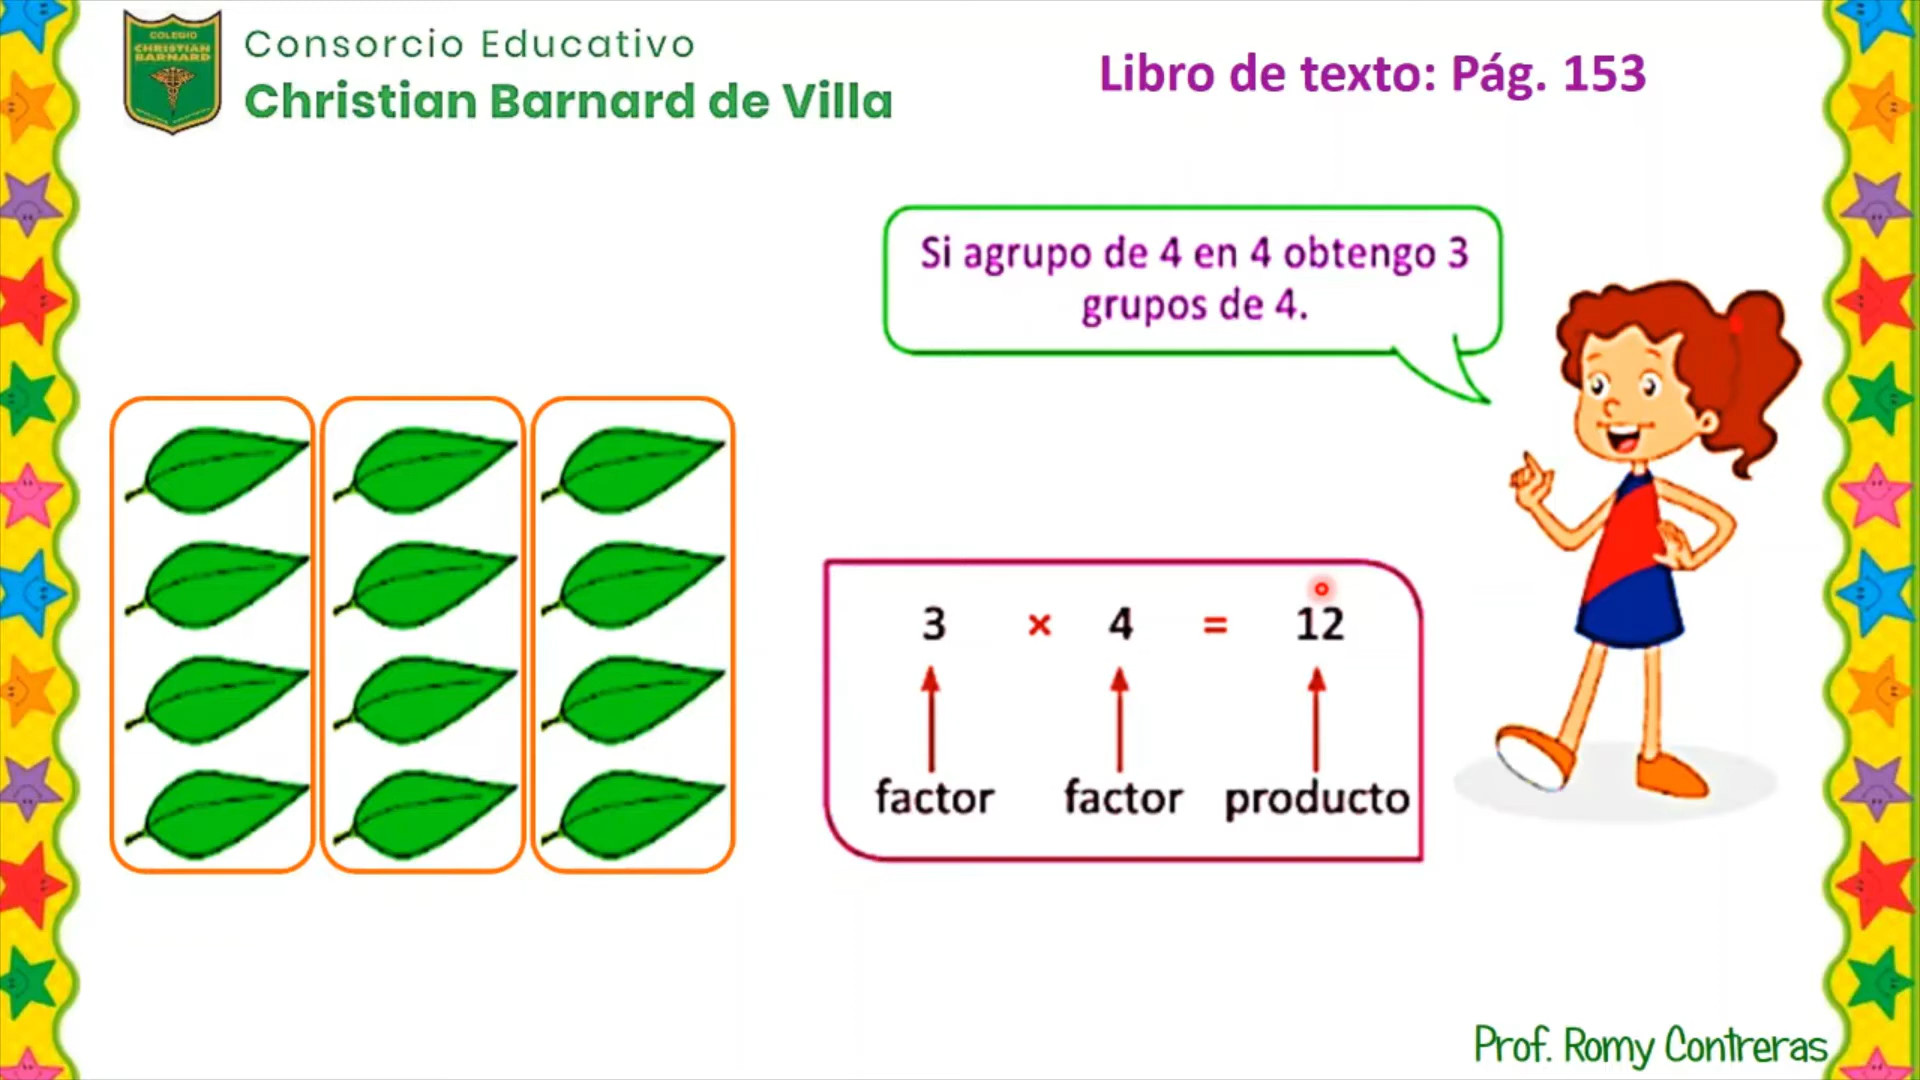 COLEGIO
CHRISTIAN
BARNARD
Consorcio Educativo
Christian Barnard de Villa
Libro de texto: Pág. 153
Si agrupo de 4 en 4 obtengo 3
grupos de 4.
3 × 4 = 12
factor factor producto
Prof. Romy Contreras